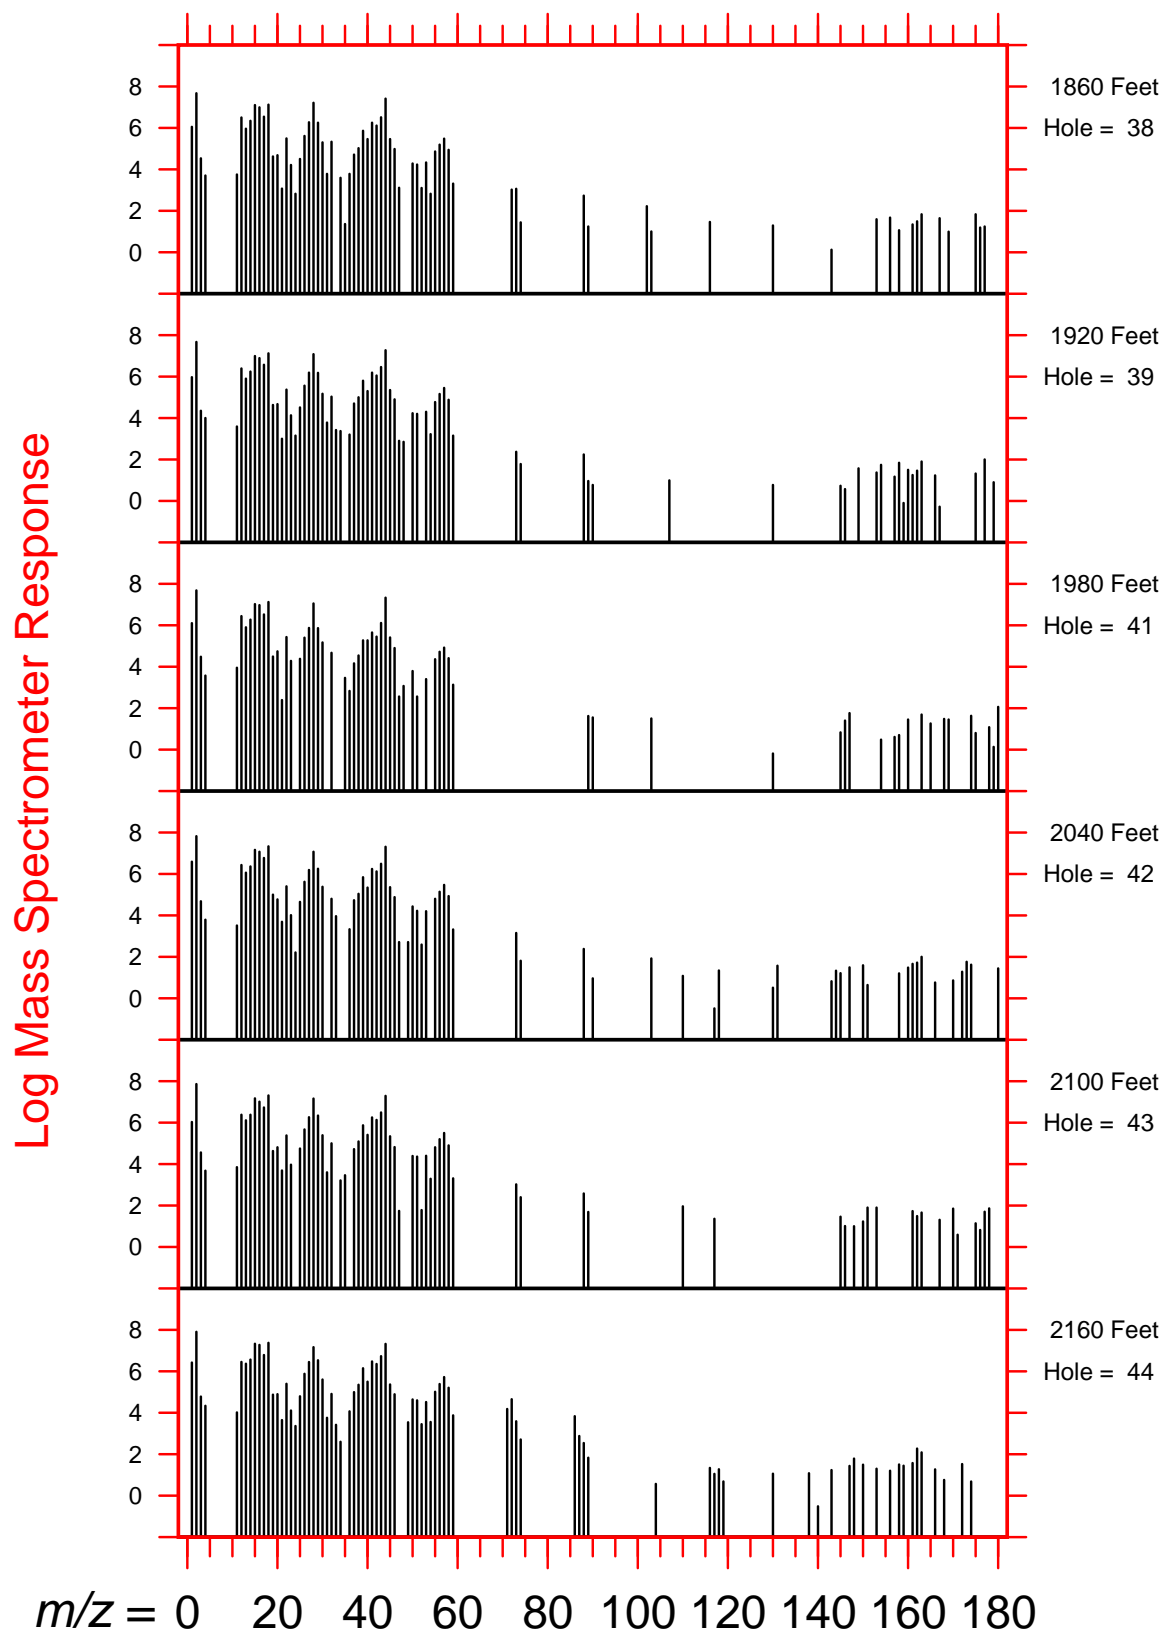 Log Mass Spectrometer Response
8
6
4
2
0
1860 Feet
Hole = 38
8
6
4
2
0
1920 Feet
Hole = 39
8
6
4
2
0
1980 Feet
Hole = 41
8
6
4
2
0
2040 Feet
Hole = 42
8
6
4
2
0
2100 Feet
Hole = 43
8
6
4
2
0
2160 Feet
Hole = 44
m/z = 0 20 40 60 80 100 120 140 160 180